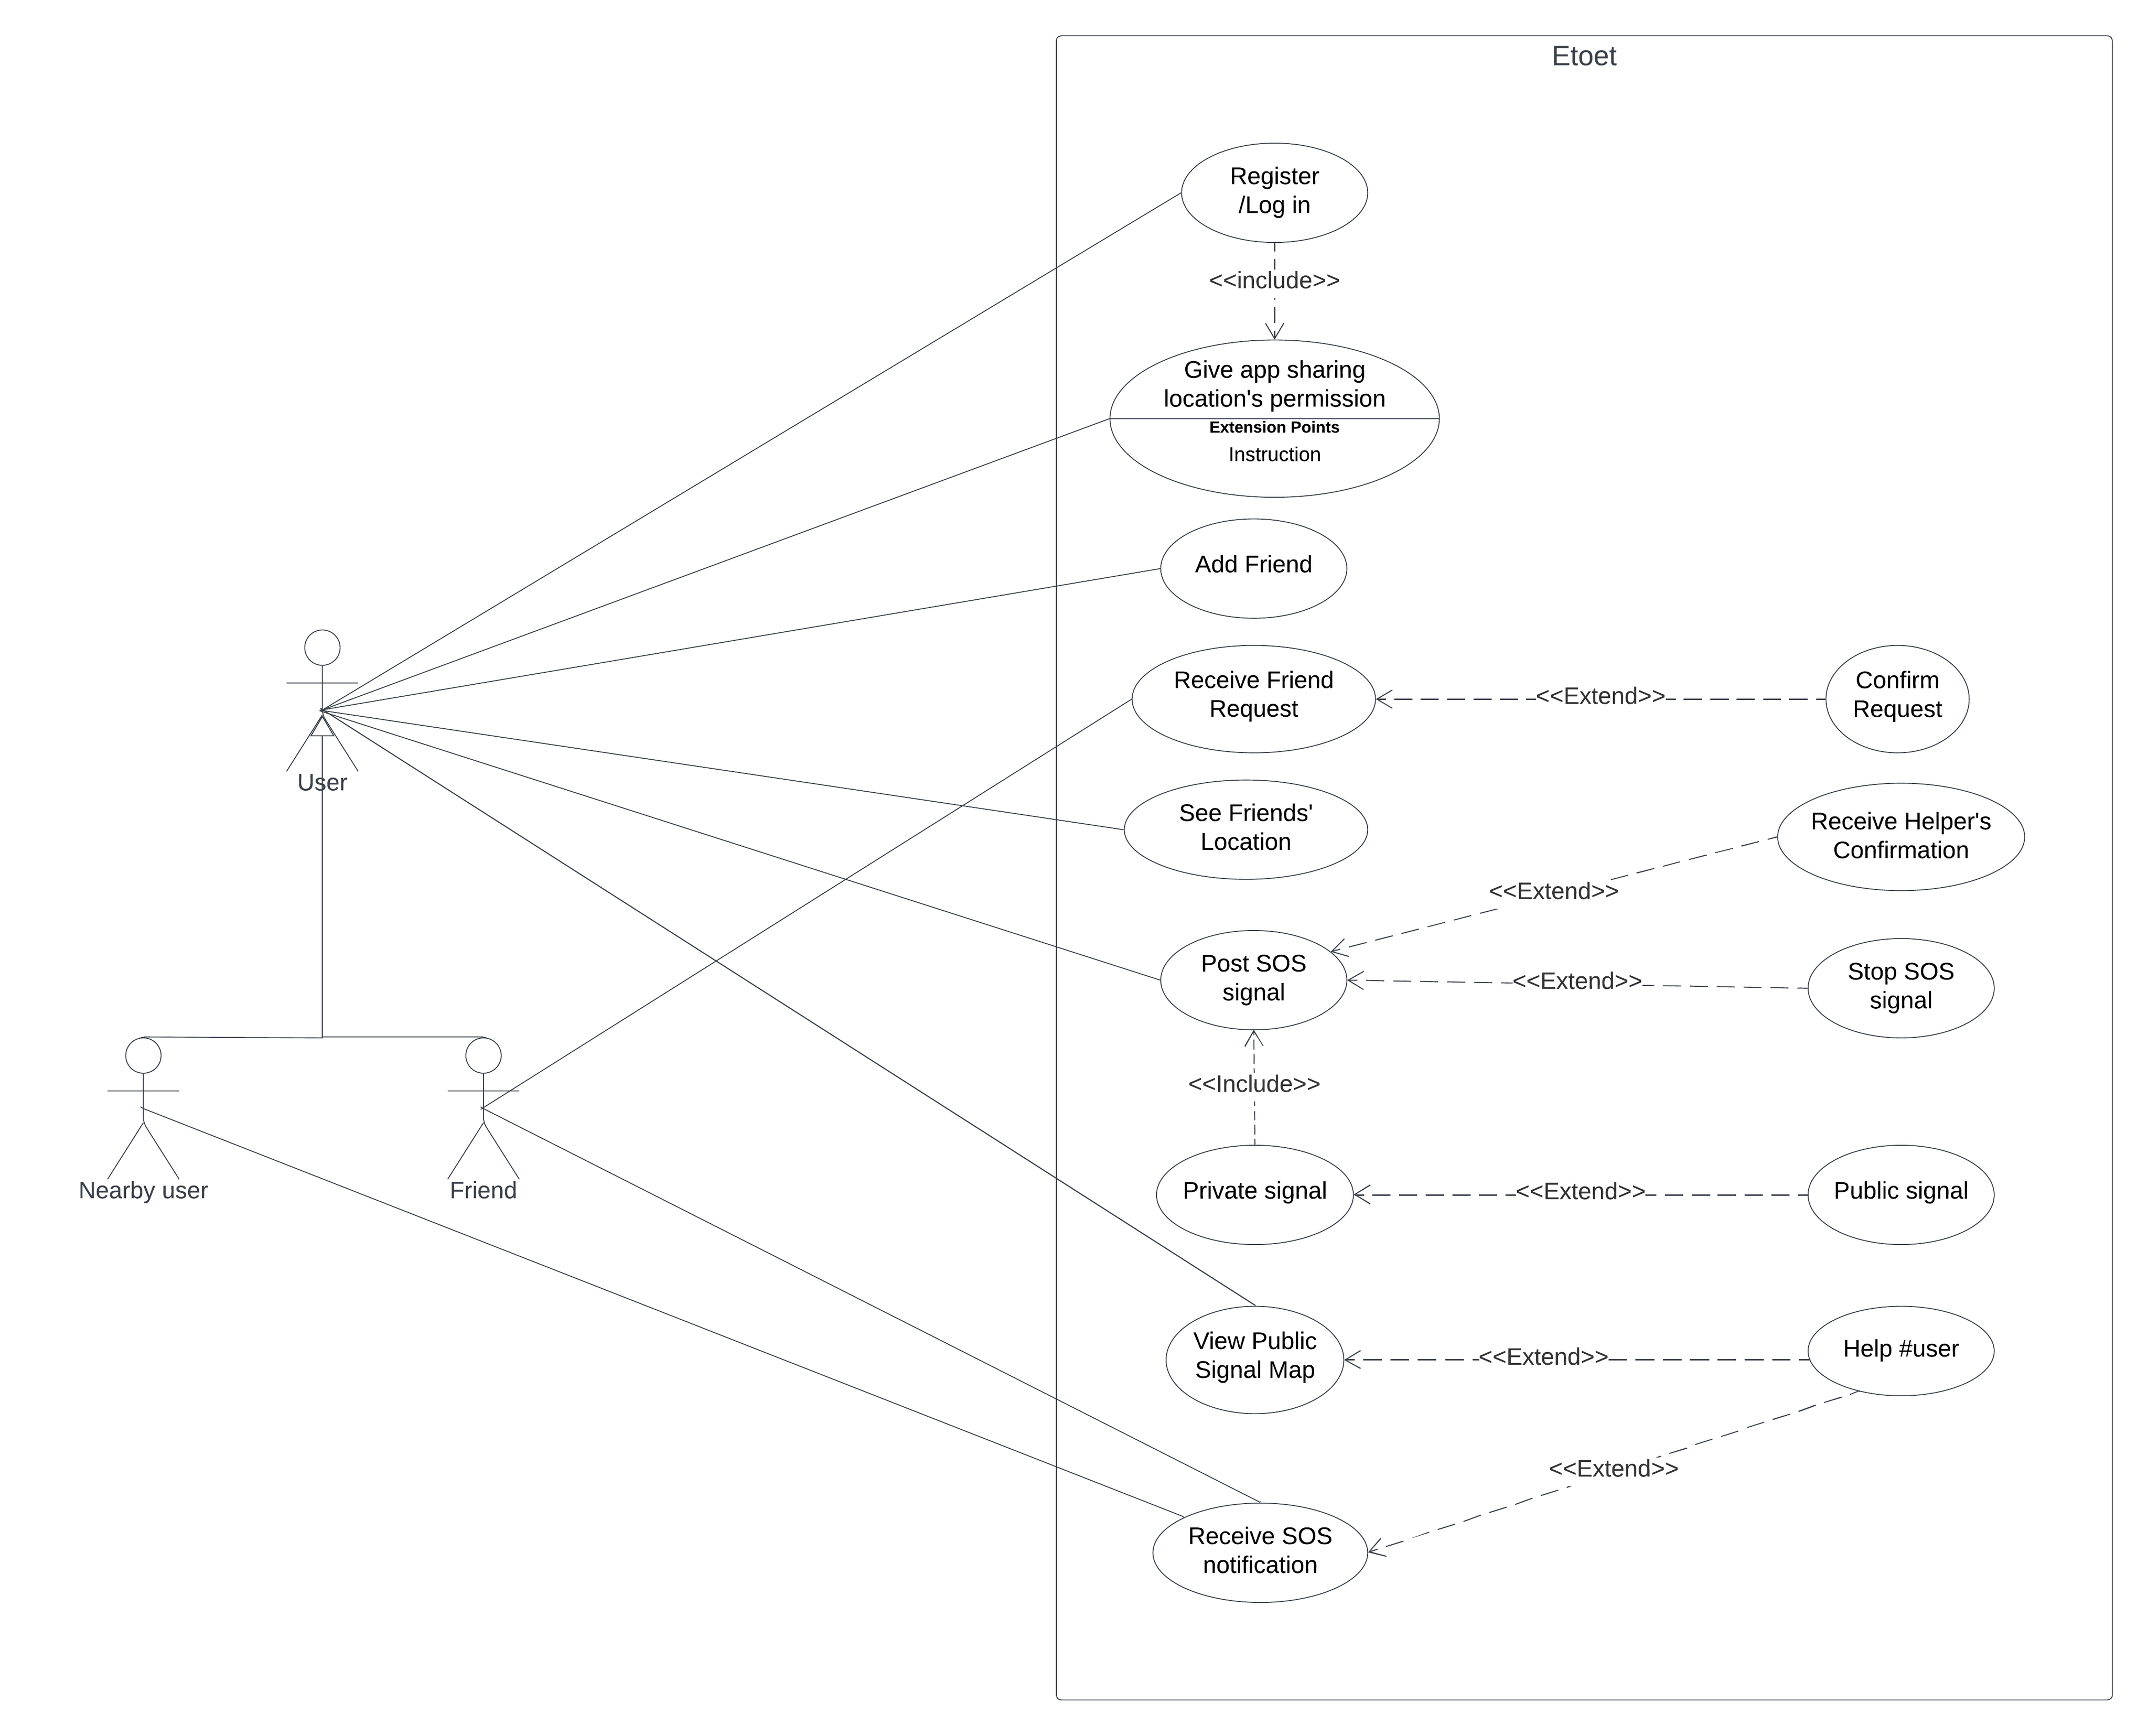 Etoet
Register
/Log in
<<include>>
Give app sharing
location's permission
Extension Points
Instruction
Add Friend
Receive Friend
Request
<<Extend>>
Confirm
Request
User
See Friends'
Location
Receive Helper's
Confirmation
<<Extend>>
Post SOS
signal
<<Extend>>
Stop SOS
signal
<<Include>>
Nearby user
Friend
Private signal
<<Extend>>
Public signal
View Public
Signal Map
<<Extend>>
Help #user
<<Extend>>
Receive SOS
notification